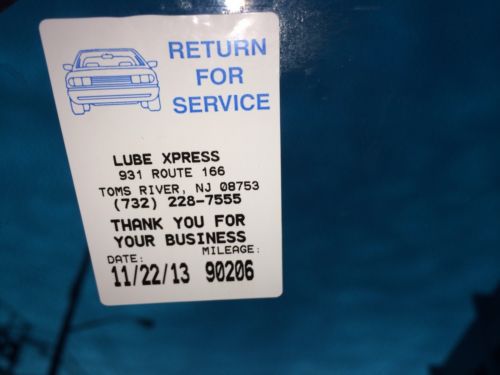 RETURN
FOR
SERVICE
LUBE XPRESS
931 ROUTE 166
TOMS RIVER, NJ 08753
(732) 228-7555
THANK YOU FOR
YOUR BUSINESS
DATE: MILEAGE:
11/22/13 90206